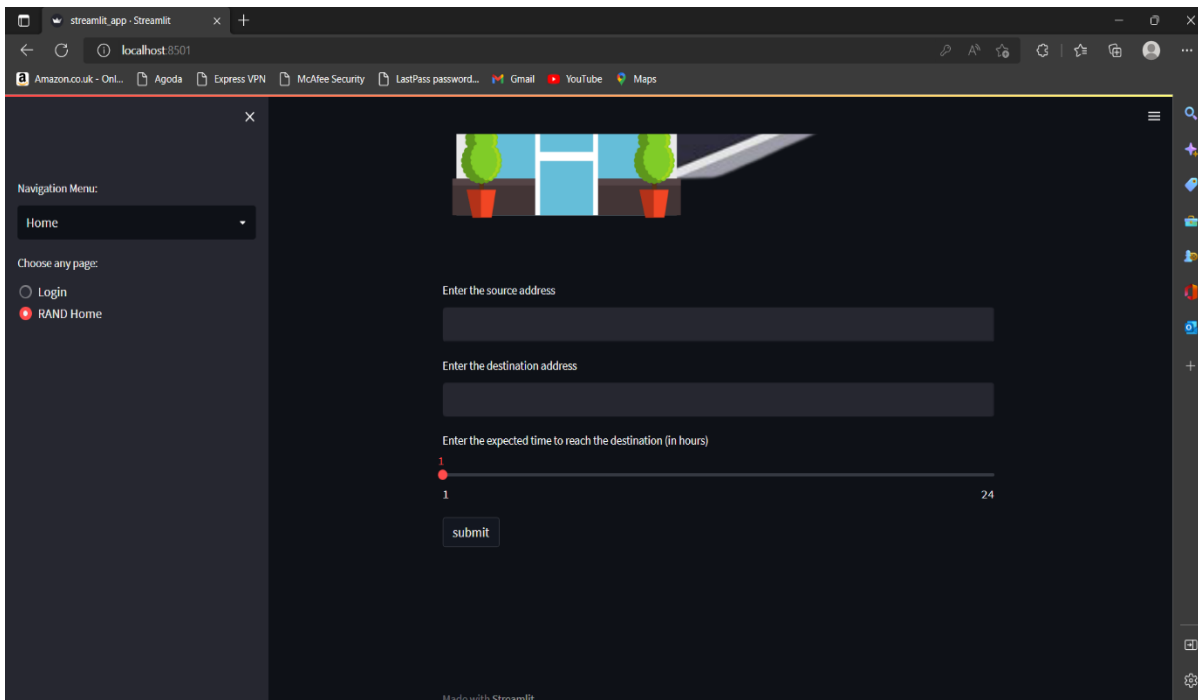 streamlit_app · Streamlit
localhost:8501
Amazon.co.uk - Onl... Agoda Express VPN McAfee Security LastPass password... Gmail YouTube Maps
Navigation Menu:
Home
Choose any page:
Login
RAND Home
Enter the source address
Enter the destination address
Enter the expected time to reach the destination (in hours)
1
1 24
submit
Made with Streamlit